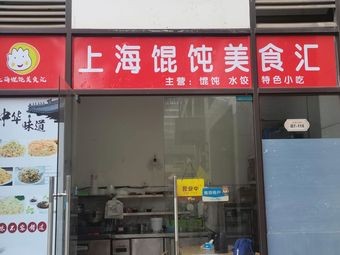 上海馄饨美食汇
主营：馄饨 水饺 特色小吃
上海馄饨美食汇
中华
味道
营业中